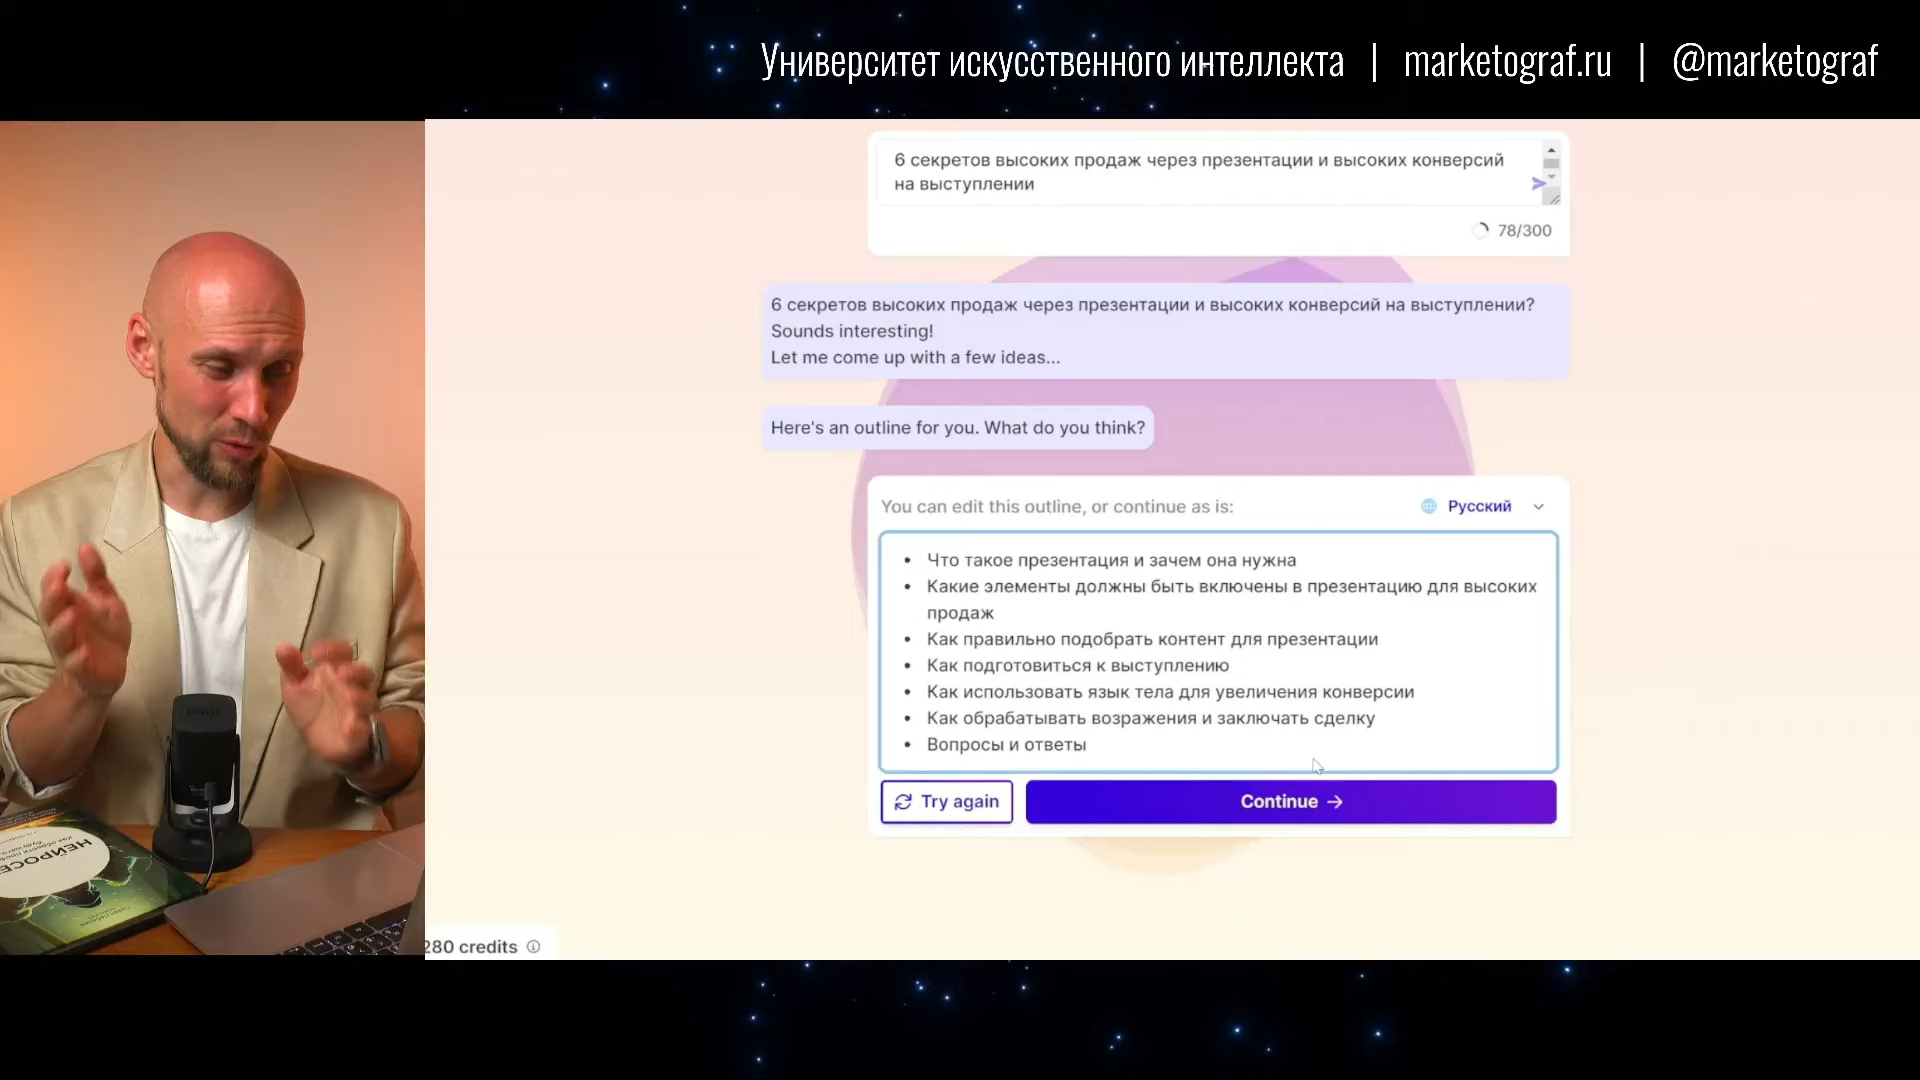 Университет искусственного интеллекта | marketograf.ru | @marketograf
6 секретов высоких продаж через презентации и высоких конверсий
на выступлении
78/300
6 секретов высоких продаж через презентации и высоких конверсий на выступлении?
Sounds interesting!
Let me come up with a few ideas...
Here's an outline for you. What do you think?
You can edit this outline, or continue as is:
Русский
• Что такое презентация и зачем она нужна
• Какие элементы должны быть включены в презентацию для высоких
продаж
• Как правильно подобрать контент для презентации
• Как подготовиться к выступлению
• Как использовать язык тела для увеличения конверсии
• Как обрабатывать возражения и заключать сделку
• Вопросы и ответы
Try again
Continue →
280 credits
НЕЙРОСЕ